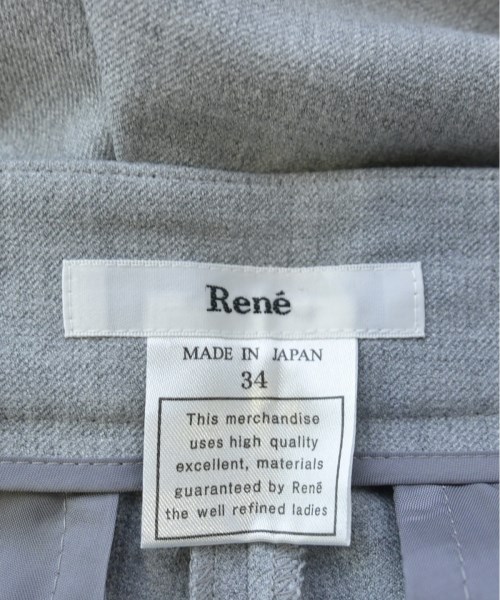 René
MADE IN JAPAN
34
This merchandise
uses high quality
excellent, materials
guaranteed by René
the well refined ladies